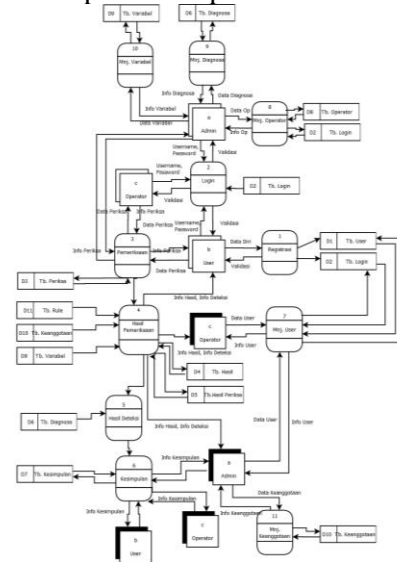 D9 Tb. Variabel
D6 Tb. Diagnosa
10
Mnj. Variabel
9
Mnj. Diagnosa
Info Diagnosa
Data Diagnosa
Info Variabel
Data Variabel
a
Admin
Data Op
Info Op
8
Mnj. Operator
D8 Tb. Operator
D2 Tb. Login
Username,
Password
Validasi
Username,
Password
Validasi
c
Operator
2
Login
D2 Tb. Login
Data Periksa
Info Periksa
Data Periksa
Username,
Password
Validasi
Info Periksa
3
Pemeriksaan
Info Periksa
Data Periksa
b
User
Data Diri
Validasi
1
Registrasi
D1 Tb. User
D2 Tb. Login
D3 Tb. Periksa
Info Hasil, Info Deteksi
D11 Tb. Rule
D10 Tb. Keanggotaan
D9 Tb. Variabel
4
Hasil
Pemeriksaan
c
Operator
Data User
Info User
7
Mnj. User
Info Hasil, Info Deteksi
D4 Tb. Hasil
D5 Tb.Hasil Periksa
5
Hasil Deteksi
D6 Tb. Diagnosa
Info Hasil, Info Deteksi
Data User
Info User
D7 Tb. Kesimpulan
6
Kesimpulan
Info Kesimpulan
a
Admin
Data Keanggotaan
Info Keanggotaan
Info Kesimpulan
Info Kesimpulan
b
User
c
Operator
11
Mnj.
Keanggotaan
D10 Tb. Keanggotaan